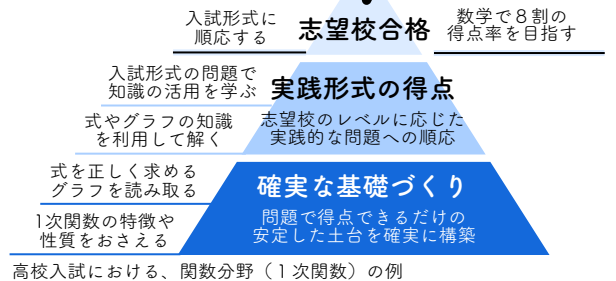 入試形式に
順応する
志望校合格
数学で８割の
得点率を目指す
入試形式の問題で
知識の活用を学ぶ
実践形式の得点
式やグラフの知識
を利用して解く
志望校のレベルに応じた
実践的な問題への順応
式を正しく求める
グラフを読み取る
確実な基礎づくり
1次関数の特徴や
性質をおさえる
問題で得点できるだけの
安定した土台を確実に構築
高校入試における、関数分野（１次関数）の例